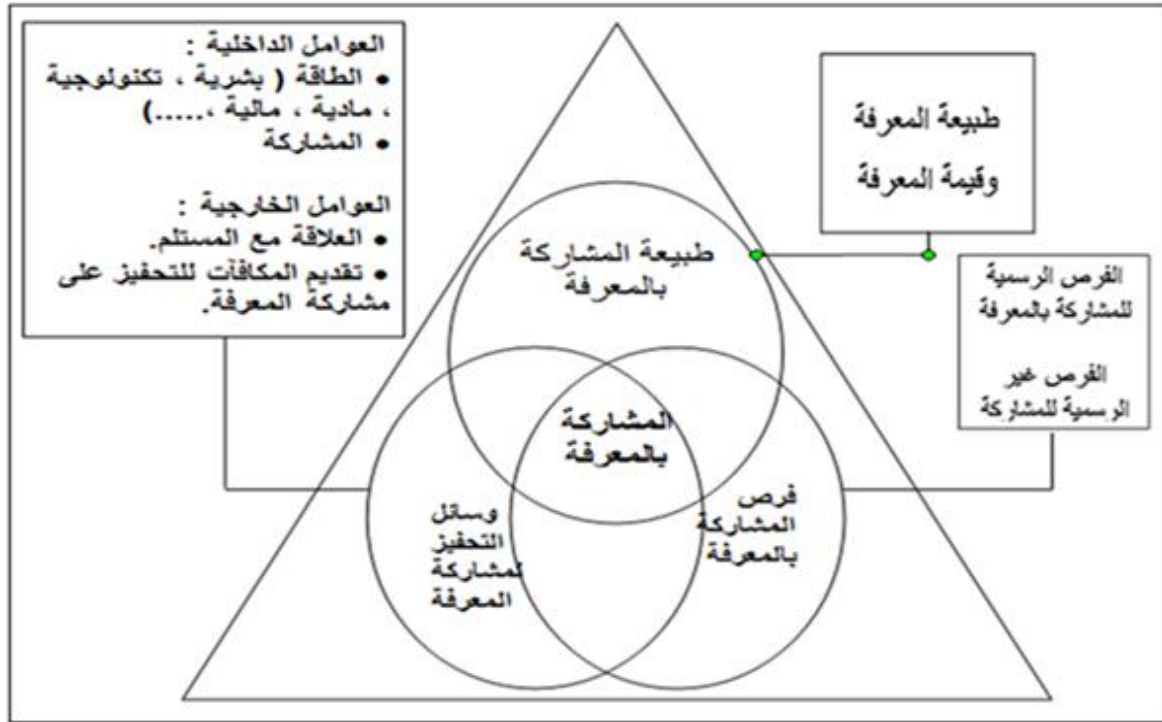 العوامل الداخلية :
• الطاقة ( بشرية ، تكنولوجية
، مادية ، مالية ،.....)
• المشاركة
العوامل الخارجية :
• العلاقة مع المستلم.
• تقديم المكافآت للتحفيز على
مشاركة المعرفة.
طبيعة المعرفة
وقيمة المعرفة
الفرص الرسمية
للمشاركة بالمعرفة
الفرص غير
الرسمية للمشاركة
طبيعة المشاركة
بالمعرفة
المشاركة
بالمعرفة
فرص
المشاركة
بالمعرفة
وسائل
التحفيز
لمشاركة
المعرفة